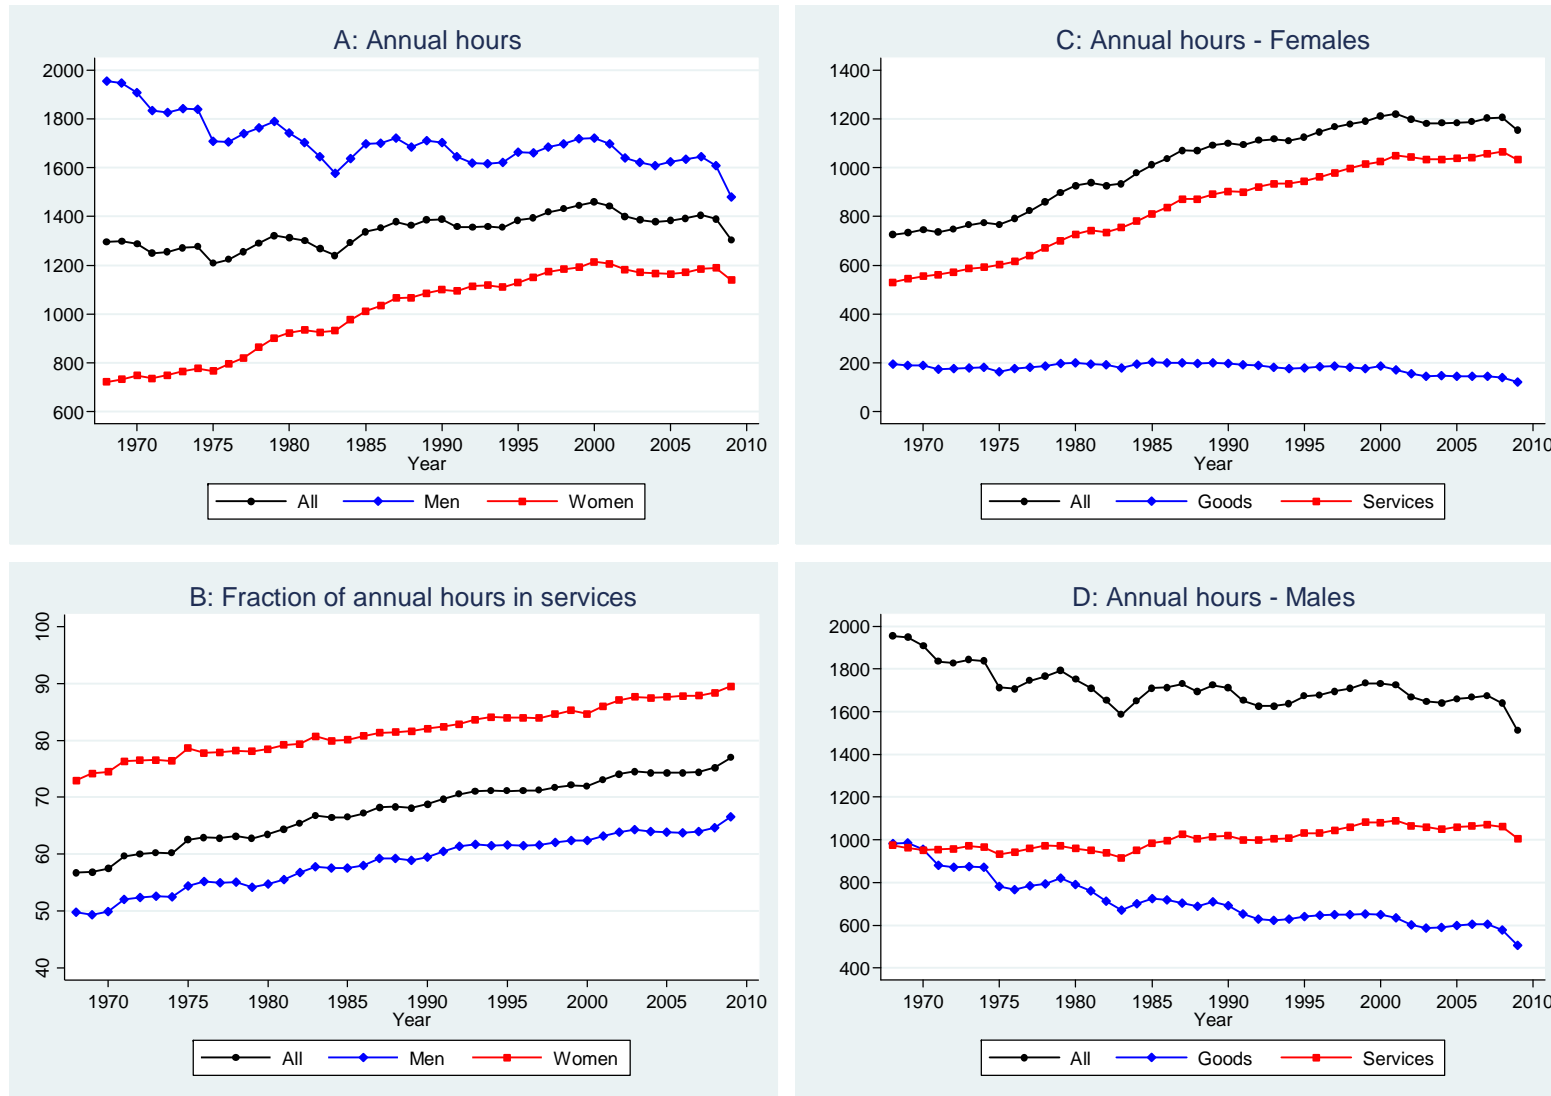 A: Annual hours
2000
1800
1600
1400
1200
1000
800
600
1970 1975 1980 1985 1990 1995 2000 2005 2010
Year
All Men Women
C: Annual hours - Females
1400
1200
1000
800
600
400
200
0
1970 1975 1980 1985 1990 1995 2000 2005 2010
Year
All Goods Services
B: Fraction of annual hours in services
100
90
80
70
60
50
40
1970 1975 1980 1985 1990 1995 2000 2005 2010
Year
All Men Women
D: Annual hours - Males
2000
1800
1600
1400
1200
1000
800
600
400
1970 1975 1980 1985 1990 1995 2000 2005 2010
Year
All Goods Services